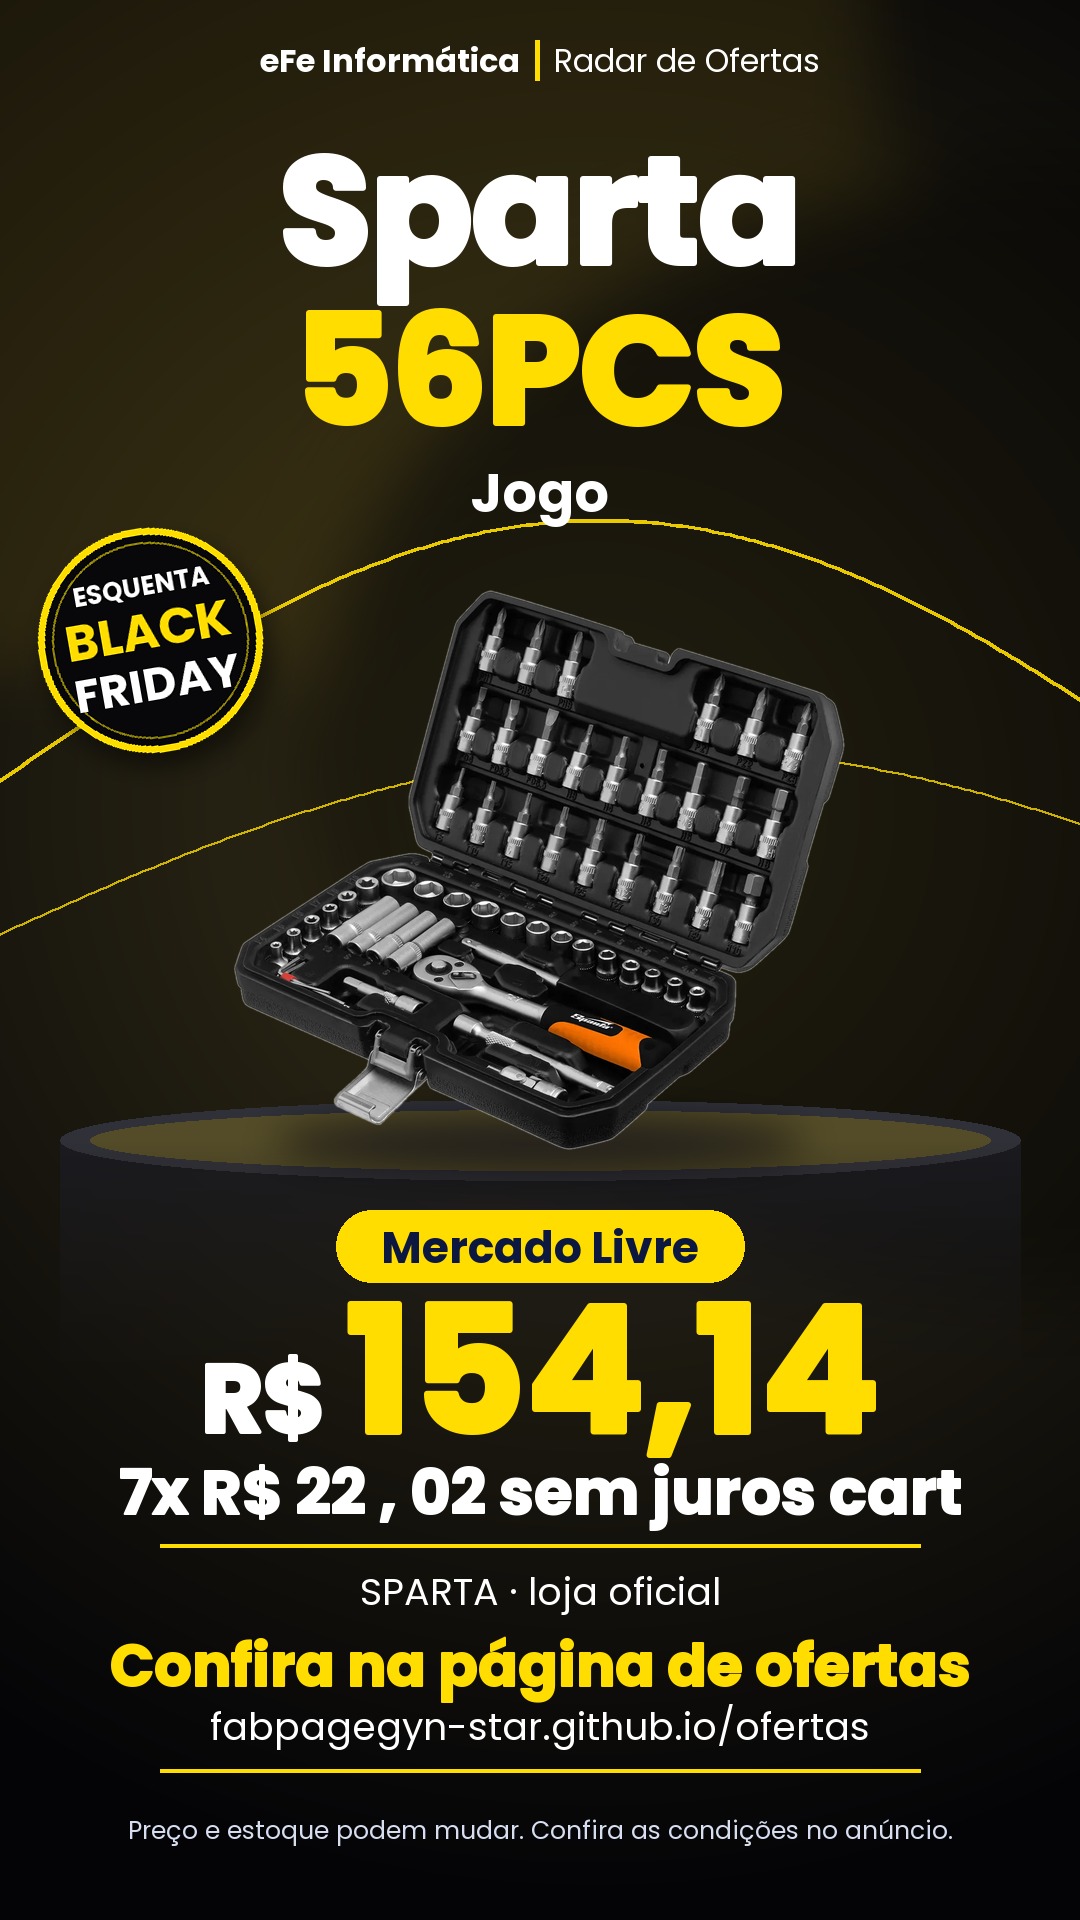 eFe Informática | Radar de Ofertas
Sparta
56PCS
Jogo
ESQUENTA
BLACK
FRIDAY
Sparta
Mercado Livre
R$ 154,14
7x R$ 22 , 02 sem juros cart
SPARTA · loja oficial
Confira na página de ofertas
fabpagegyn-star.github.io/ofertas
Preço e estoque podem mudar. Confira as condições no anúncio.